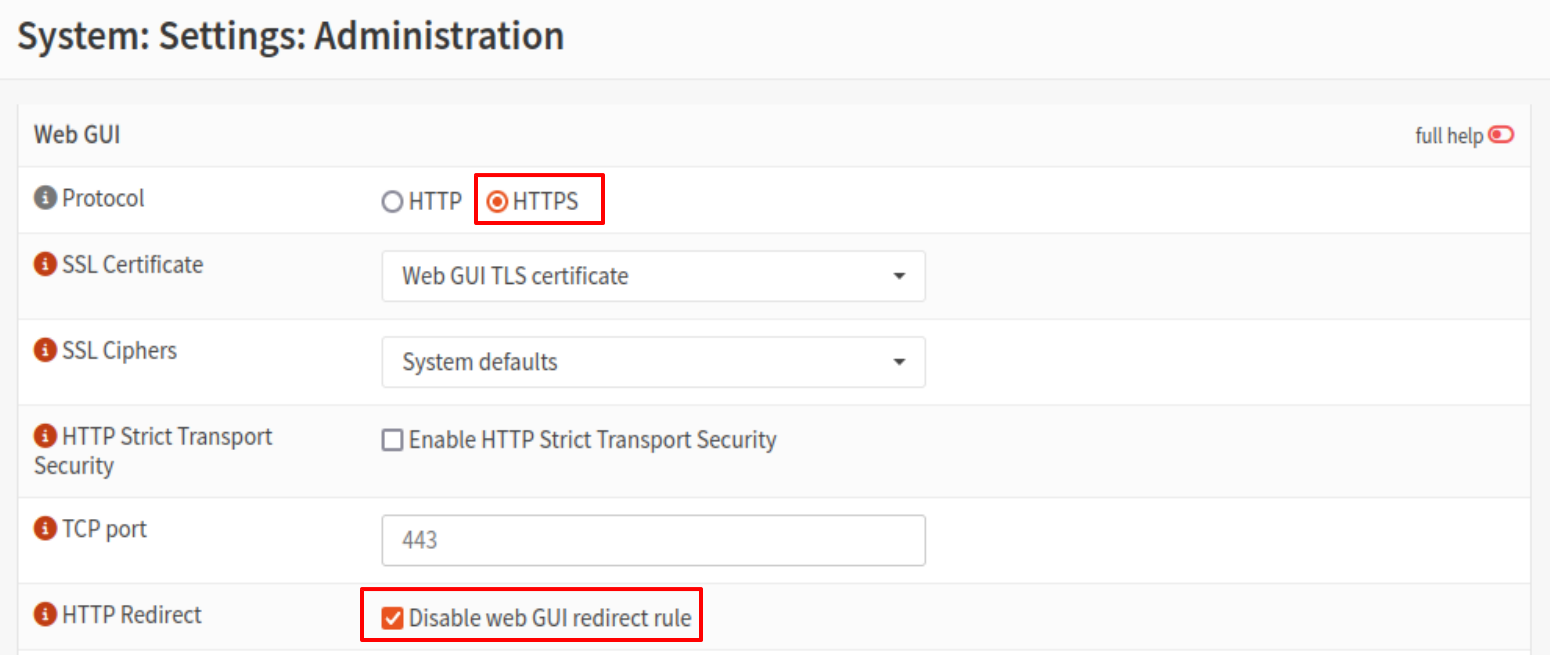 System: Settings: Administration
Web GUI
full help
Protocol
HTTP
HTTPS
SSL Certificate
Web GUI TLS certificate
SSL Ciphers
System defaults
HTTP Strict Transport
Security
Enable HTTP Strict Transport Security
TCP port
443
HTTP Redirect
Disable web GUI redirect rule